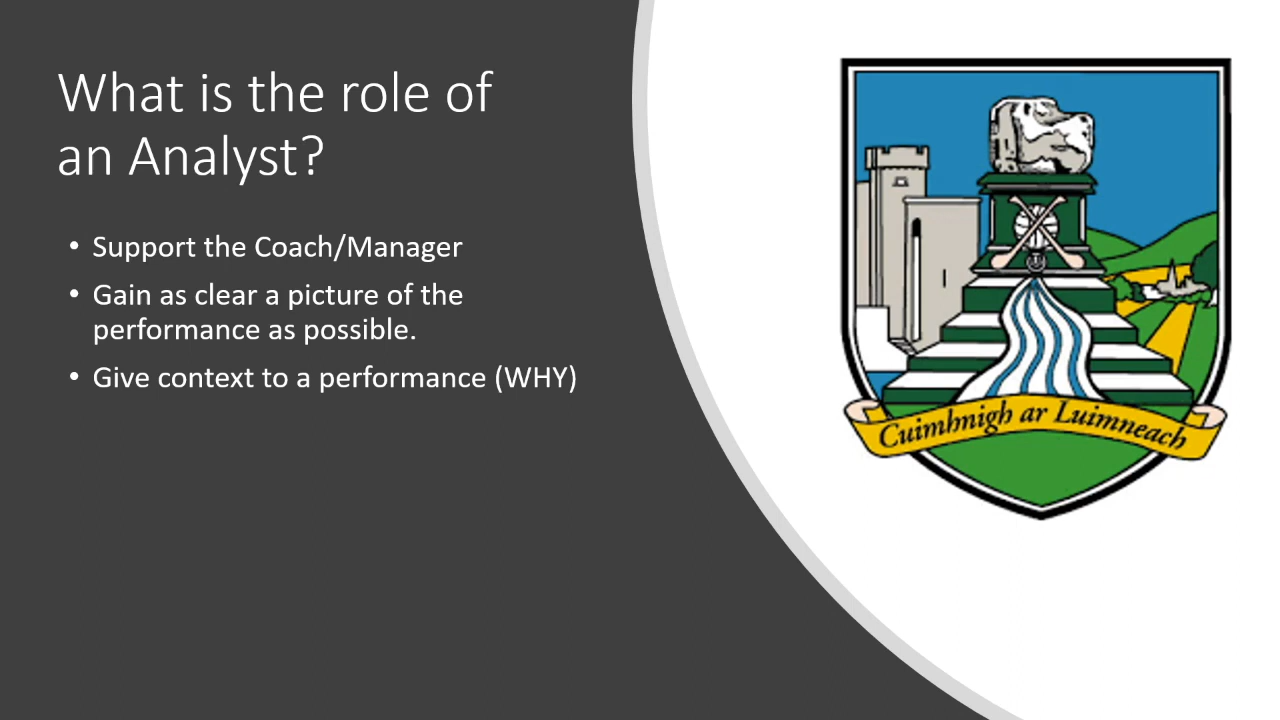 What is the role of
an Analyst?
• Support the Coach/Manager
• Gain as clear a picture of the
performance as possible.
• Give context to a performance (WHY)
Cuimhnigh ar Luimneach